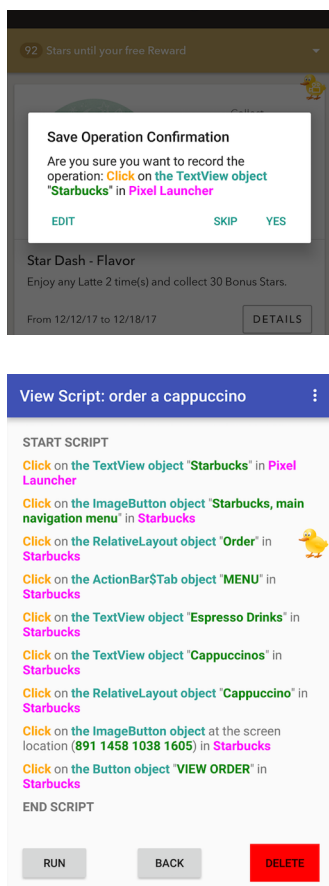 92 Stars until your free Reward
Save Operation Confirmation
Are you sure you want to record the
operation: Click on the TextView object
"Starbucks" in Pixel Launcher
EDIT SKIP YES
Star Dash - Flavor
Enjoy any Latte 2 time(s) and collect 30 Bonus Stars.
From 12/12/17 to 12/18/17 DETAILS
View Script: order a cappuccino
START SCRIPT
Click on the TextView object "Starbucks" in Pixel
Launcher
Click on the ImageButton object "Starbucks, main
navigation menu" in Starbucks
Click on the RelativeLayout object "Order" in
Starbucks
Click on the ActionBar$Tab object "MENU" in
Starbucks
Click on the TextView object "Espresso Drinks" in
Starbucks
Click on the TextView object "Cappuccinos" in
Starbucks
Click on the RelativeLayout object "Cappuccino" in
Starbucks
Click on the ImageButton object at the screen
location (891 1458 1038 1605) in Starbucks
Click on the Button object "VIEW ORDER" in
Starbucks
END SCRIPT
RUN BACK DELETE